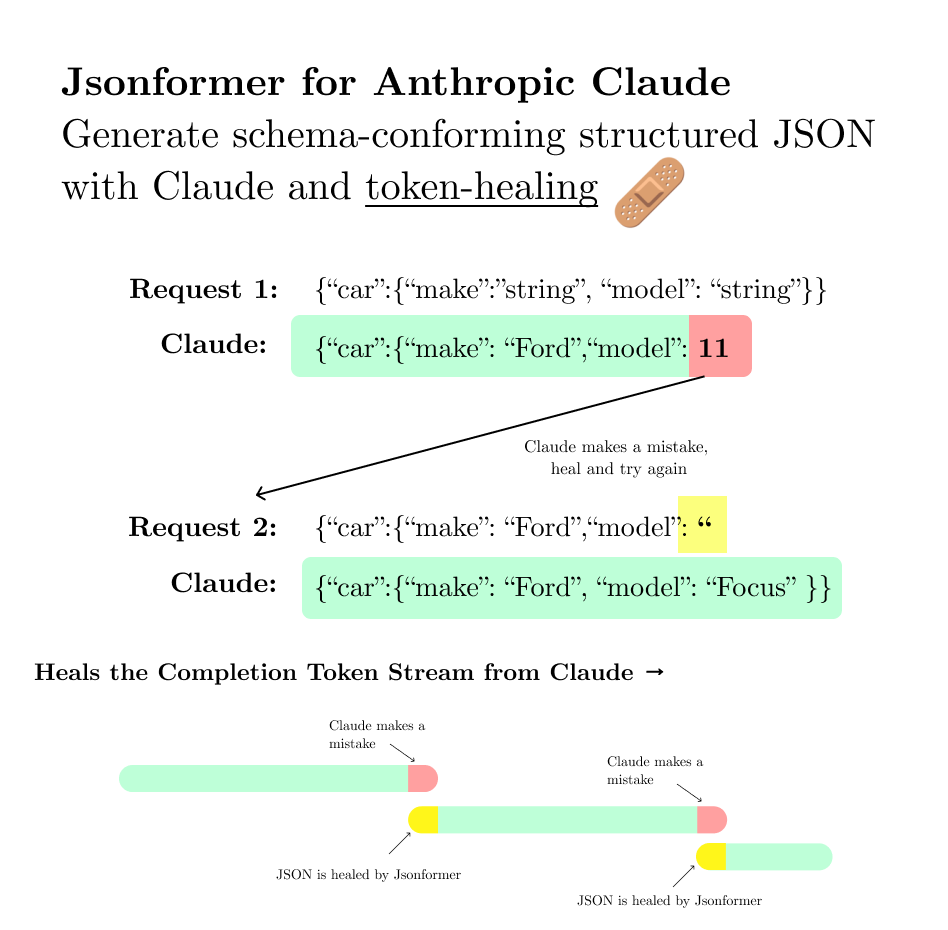 Jsonformer for Anthropic Claude
Generate schema-conforming structured JSON
with Claude and token-healing
Request 1: {“car”:{“make”:”string”, “model”: “string”}}
Claude: {“car”:{“make”: “Ford”,“model”: 11
Claude makes a mistake,
heal and try again
Request 2: {“car”:{“make”: “Ford”,“model”: “
Claude: {“car”:{“make”: “Ford”, “model”: “Focus” }}
Heals the Completion Token Stream from Claude →
Claude makes a
mistake
Claude makes a
mistake
JSON is healed by Jsonformer
JSON is healed by Jsonformer